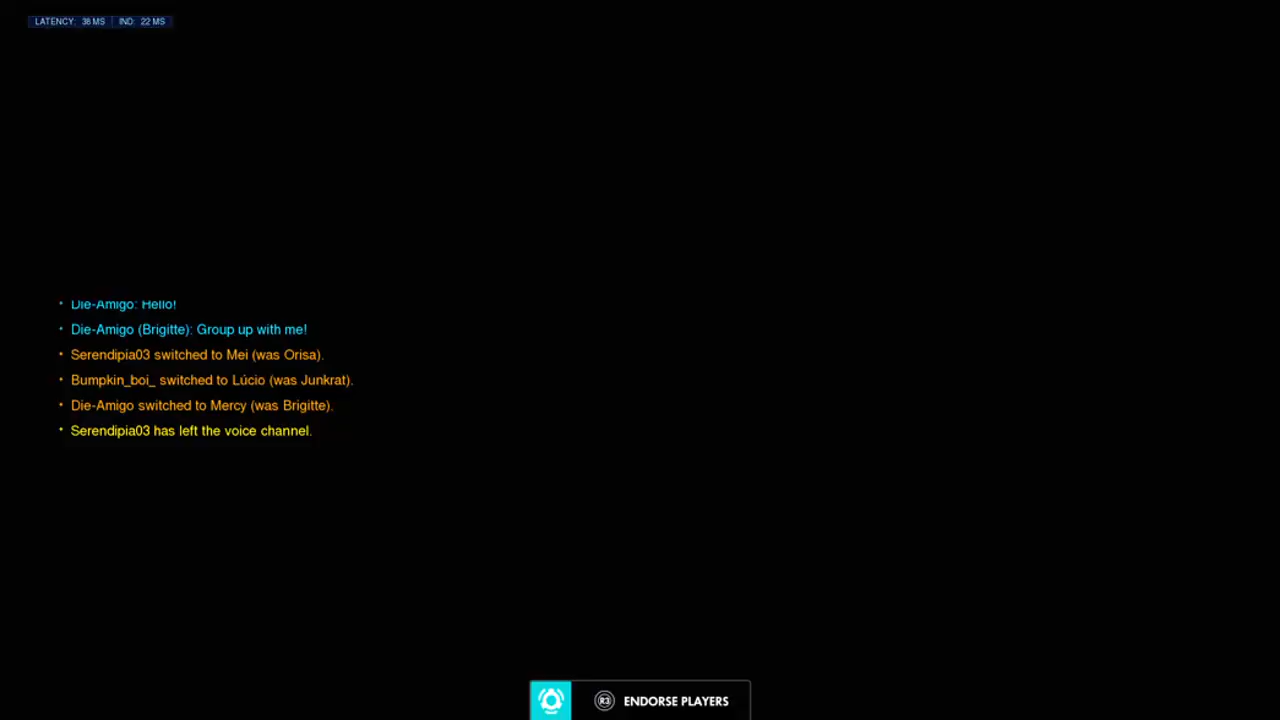 LATENCY: 38 MS | IND: 22 MS
• Die-Amigo: Hello!
• Die-Amigo (Brigitte): Group up with me!
• Serendipia03 switched to Mei (was Orisa).
• Bumpkin_boi_ switched to Lúcio (was Junkrat).
• Die-Amigo switched to Mercy (was Brigitte).
• Serendipia03 has left the voice channel.
R3 ENDORSE PLAYERS